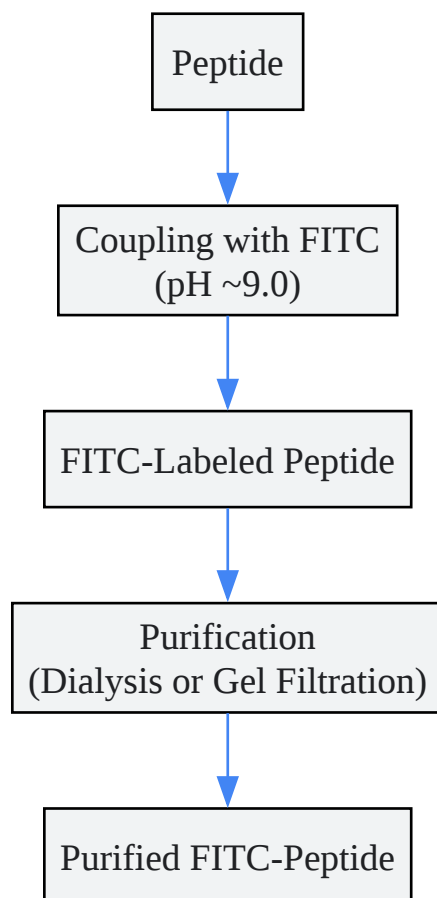 Peptide
Coupling with FITC
(pH ~9.0)
FITC-Labeled Peptide
Purification
(Dialysis or Gel Filtration)
Purified FITC-Peptide